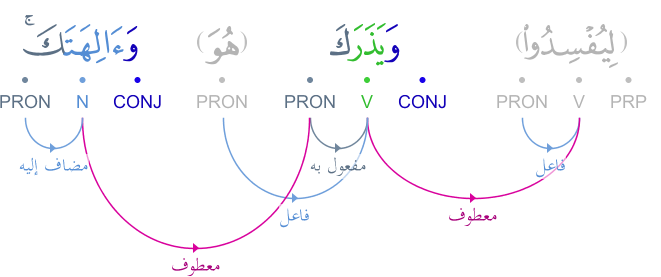 (لِيُفْسِدُوا۟) وَيَذَرَكَ (هُوَ) وَءَالِهَتَكَ ۚ
PRP V PRON CONJ V PRON PRON CONJ N PRON
فاعل مفعول به مضاف إليه
معطوف فاعل
معطوف